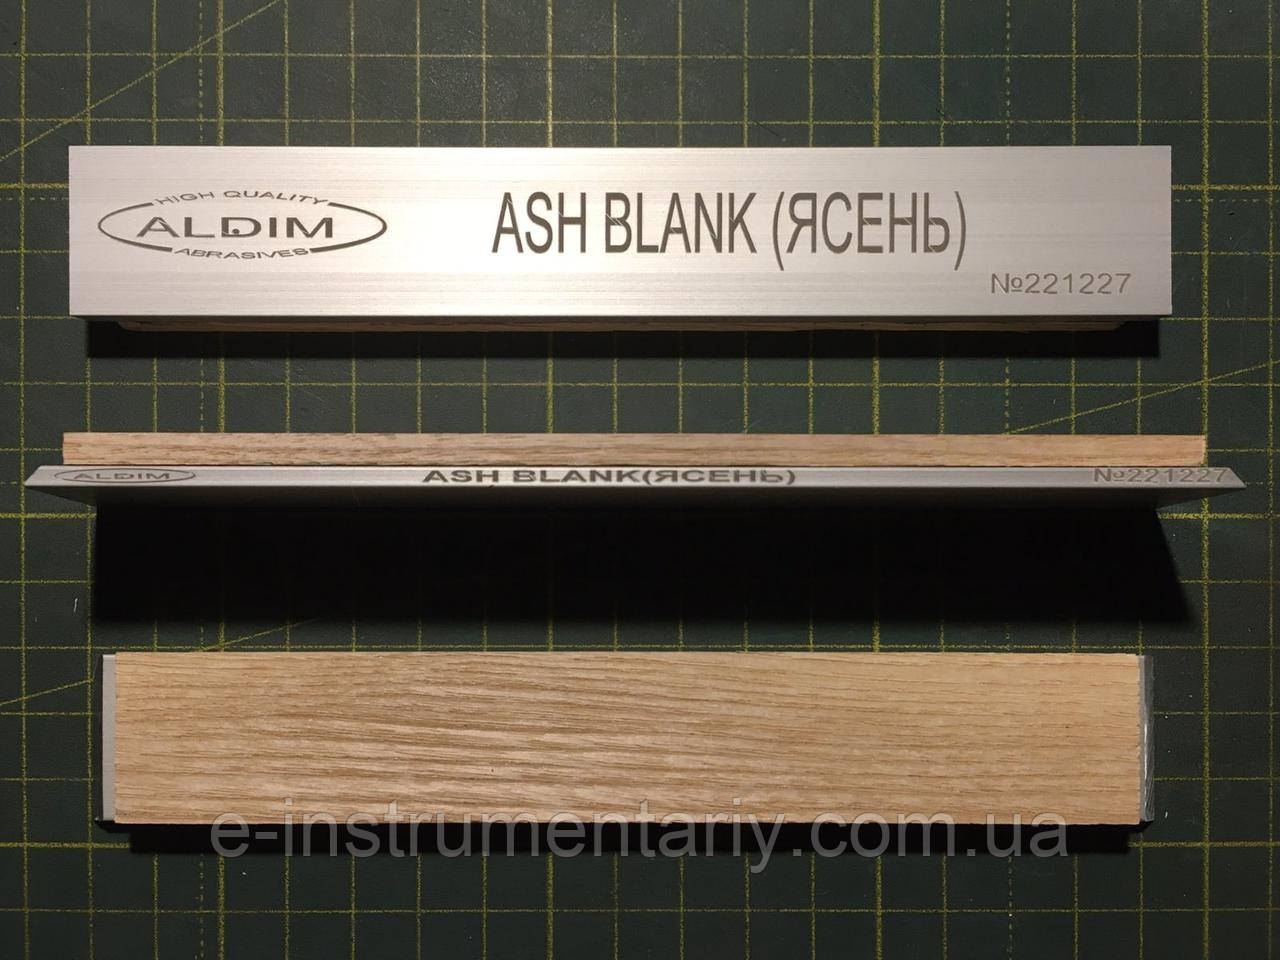 HIGH QUALITY
ALDIM
ABRASIVES
ASH BLANK (ЯСЕНЬ)
№221227
ALDIM
ASH BLANK(ЯСЕНЬ)
№221227
e-instrumentariy.com.ua